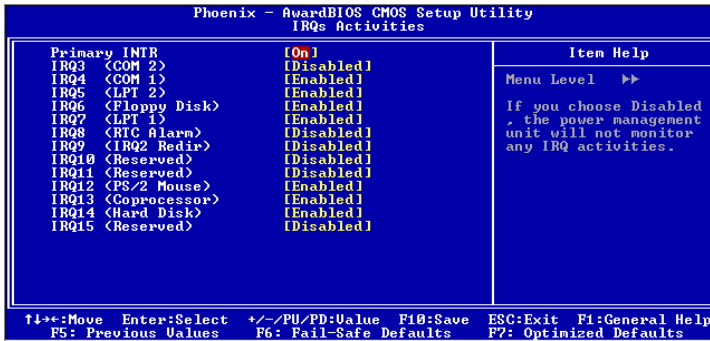 Phoenix - AwardBIOS CMOS Setup Utility
IRQs Activities
Primary INTR [On]
IRQ3 (COM 2) [Disabled]
IRQ4 (COM 1) [Enabled]
IRQ5 (LPT 2) [Enabled]
IRQ6 (Floppy Disk) [Enabled]
IRQ7 (LPT 1) [Enabled]
IRQ8 (RTC Alarm) [Disabled]
IRQ9 (IRQ2 Redir) [Disabled]
IRQ10 (Reserved) [Disabled]
IRQ11 (Reserved) [Disabled]
IRQ12 (PS/2 Mouse) [Enabled]
IRQ13 (Coprocessor) [Enabled]
IRQ14 (Hard Disk) [Enabled]
IRQ15 (Reserved) [Disabled]
Item Help
Menu Level ▸▸
If you choose Disabled
, the power management
unit will not monitor
any IRQ activities.
↑↓→←:Move Enter:Select +/-/PU/PD:Value F10:Save ESC:Exit F1:General Help
F5: Previous Values F6: Fail-Safe Defaults F7: Optimized Defaults